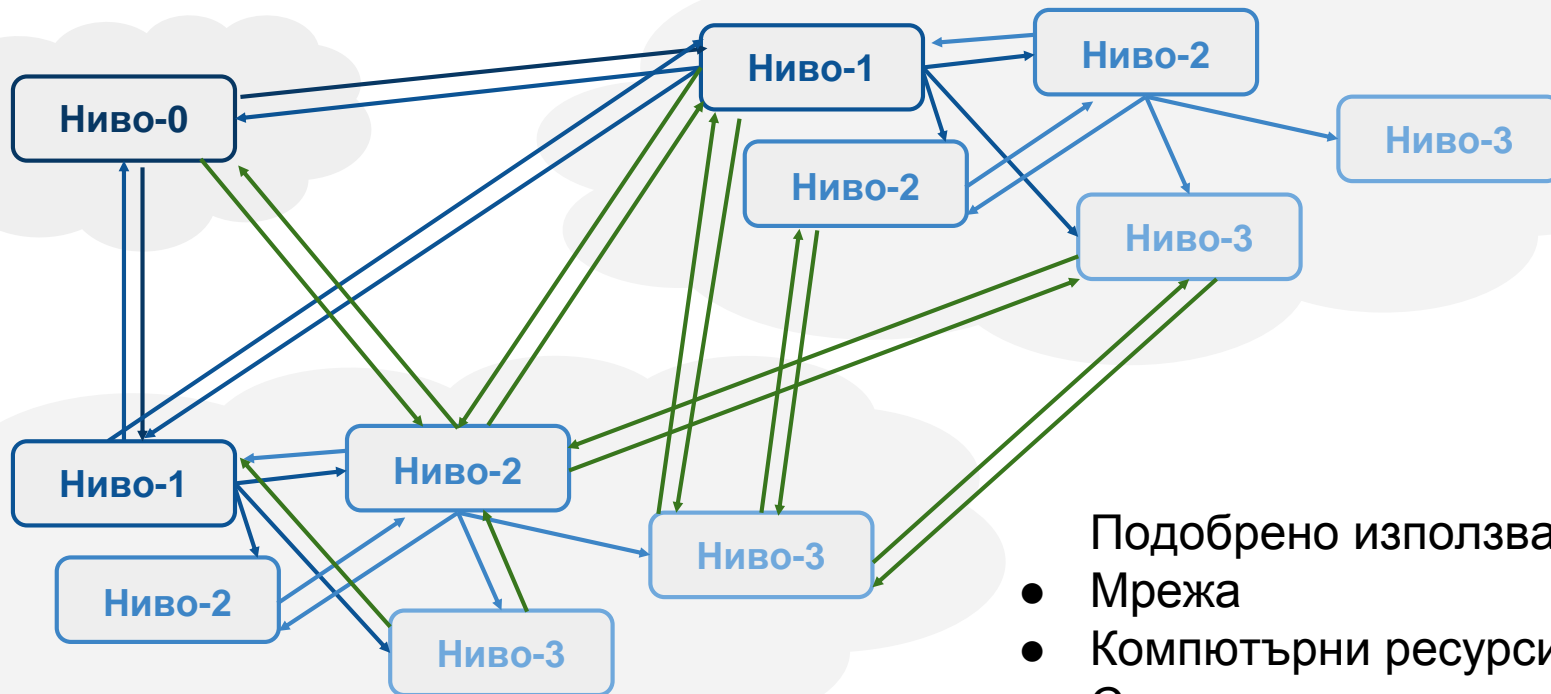 Ниво-1
Ниво-2
Ниво-0
Ниво-3
Ниво-2
Ниво-3
Ниво-1
Ниво-2
Ниво-3
Ниво-2
Ниво-3
Подобрено използва
● Мрежа
● Компютърни ресурси